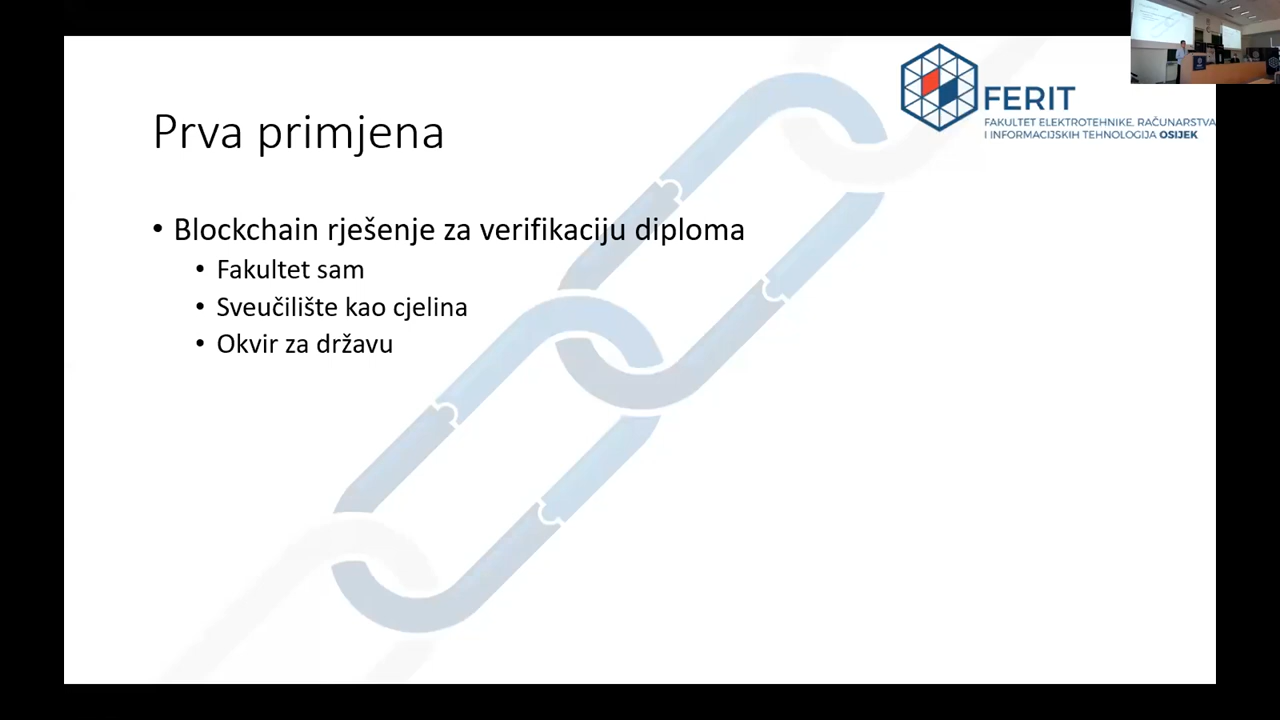 Prva primjena
FERIT
FAKULTET ELEKTROTEHNIKE, RAČUNARSTVA
I INFORMACIJSKIH TEHNOLOGIJA OSIJEK
• Blockchain rješenje za verifikaciju diploma
• Fakultet sam
• Sveučilište kao cjelina
• Okvir za državu